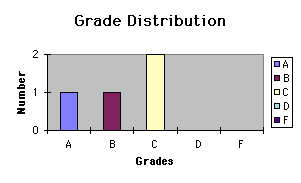 Grade Distribution
Number
2
1
0
A B C D F
Grades
A
B
C
D
F